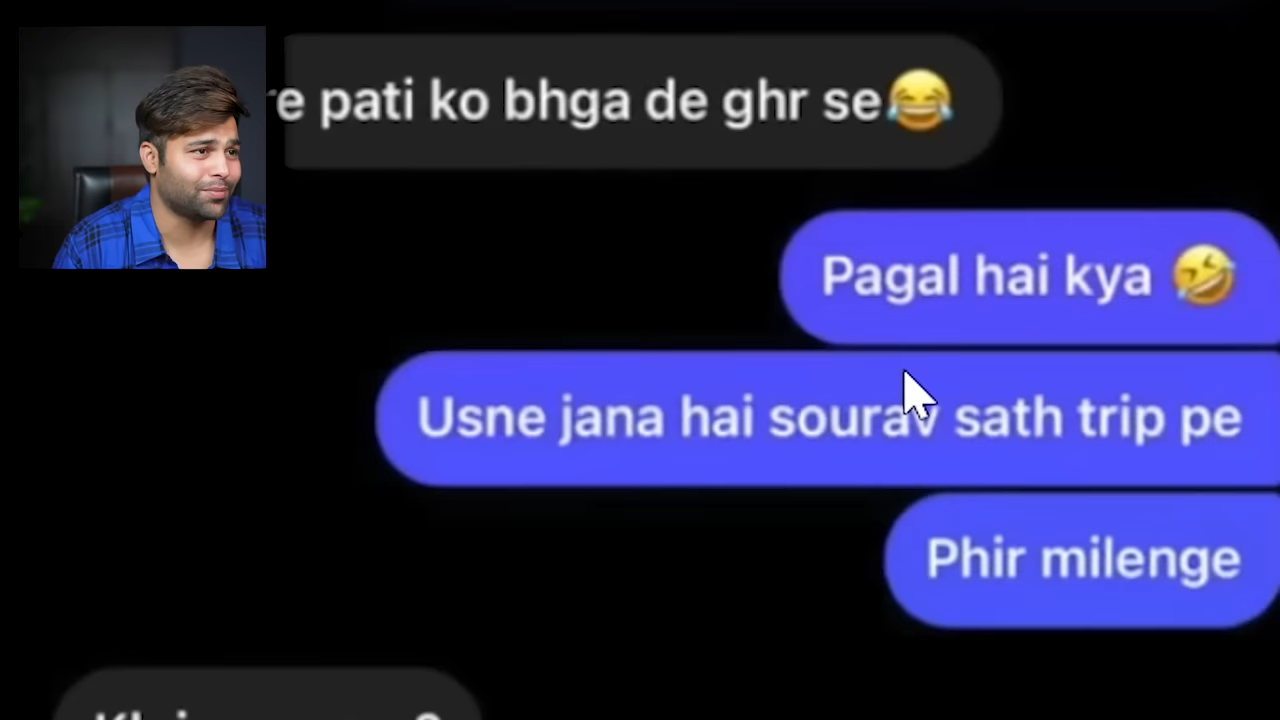 e pati ko bhga de ghr se😂
Pagal hai kya 🤣
Usne jana hai sourav sath trip pe
Phir milenge